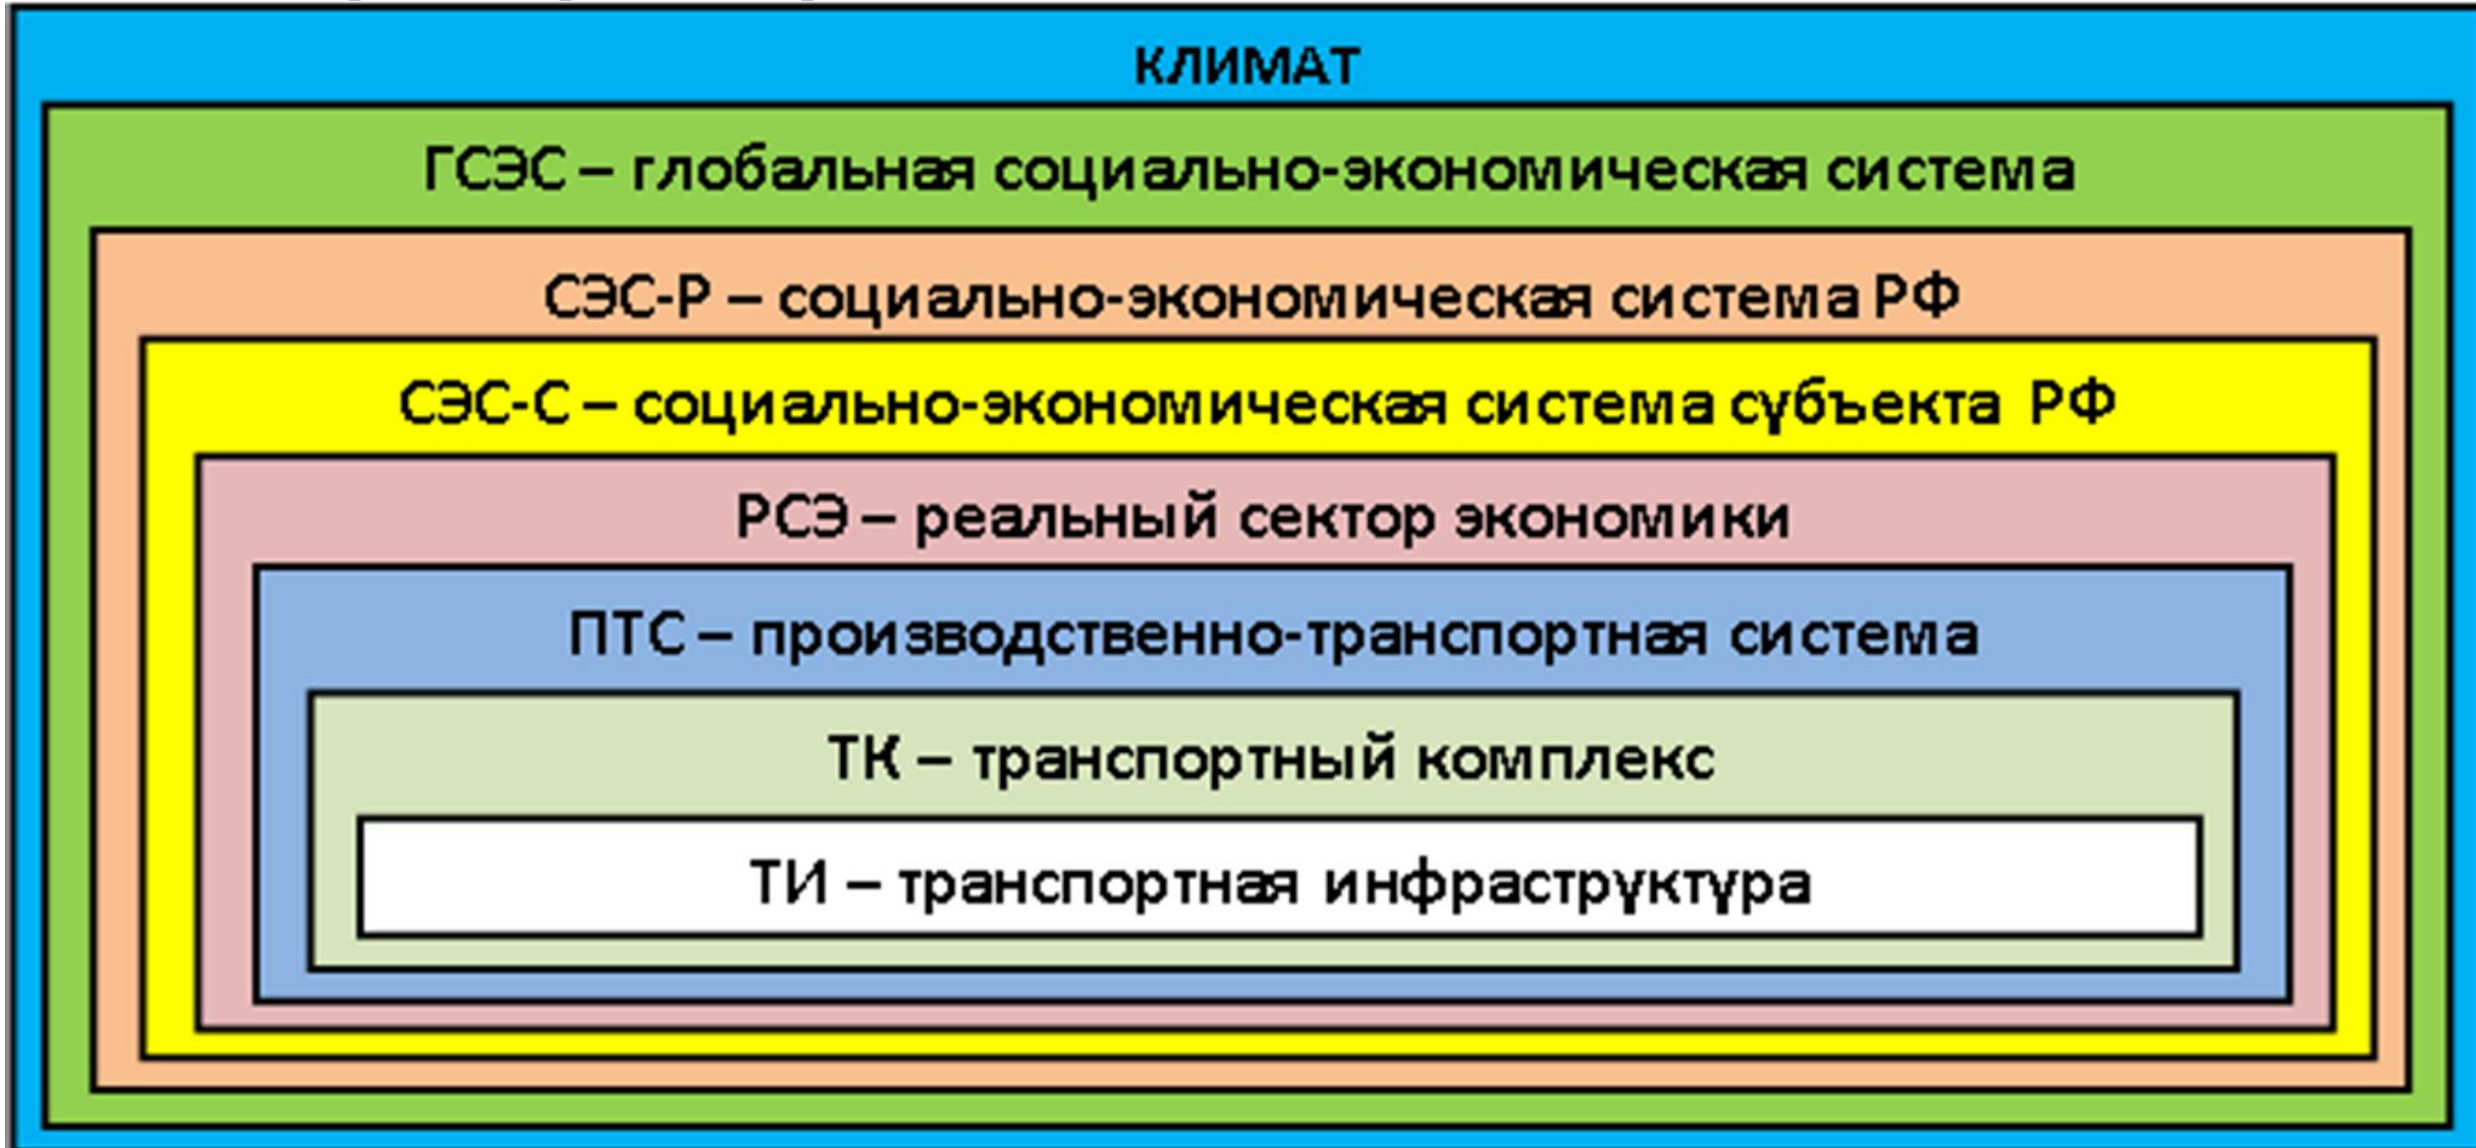 КЛИМАТ
ГСЭС – глобальная социально-экономическая система
СЭС-Р – социально-экономическая система РФ
СЭС-С – социально-экономическая система субъекта РФ
РСЭ – реальный сектор экономики
ПТС – производственно-транспортная система
ТК – транспортный комплекс
ТИ – транспортная инфраструктура